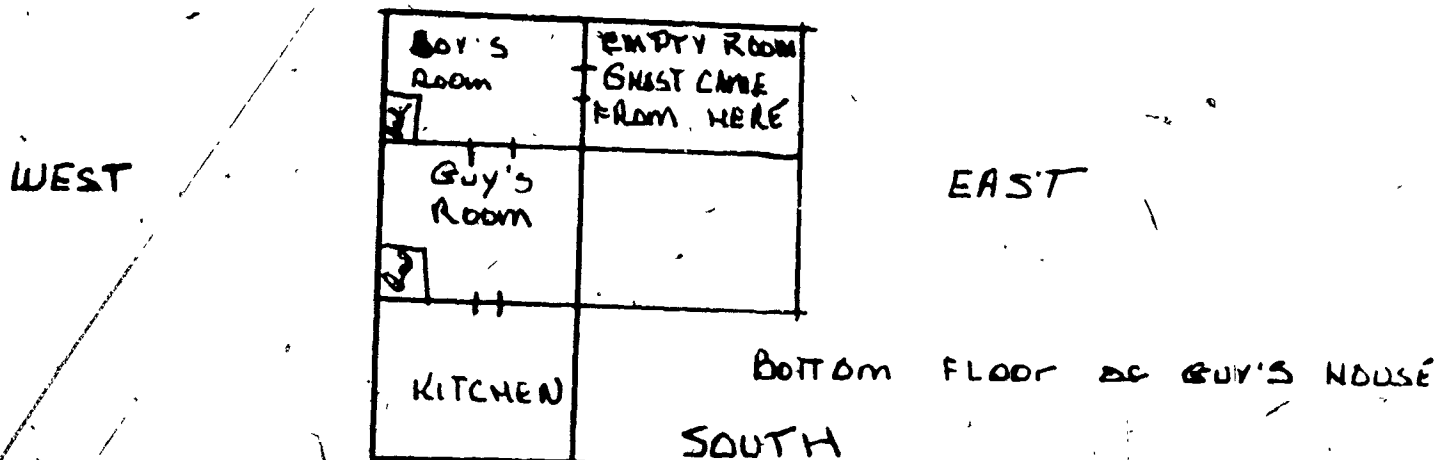 BOY'S
Room
EMPTY ROOM
GHOST CAME
FROM HERE
WEST
GUY'S
Room
EAST
KITCHEN
BOTTOM FLOOR OF GUY'S HOUSE
SOUTH